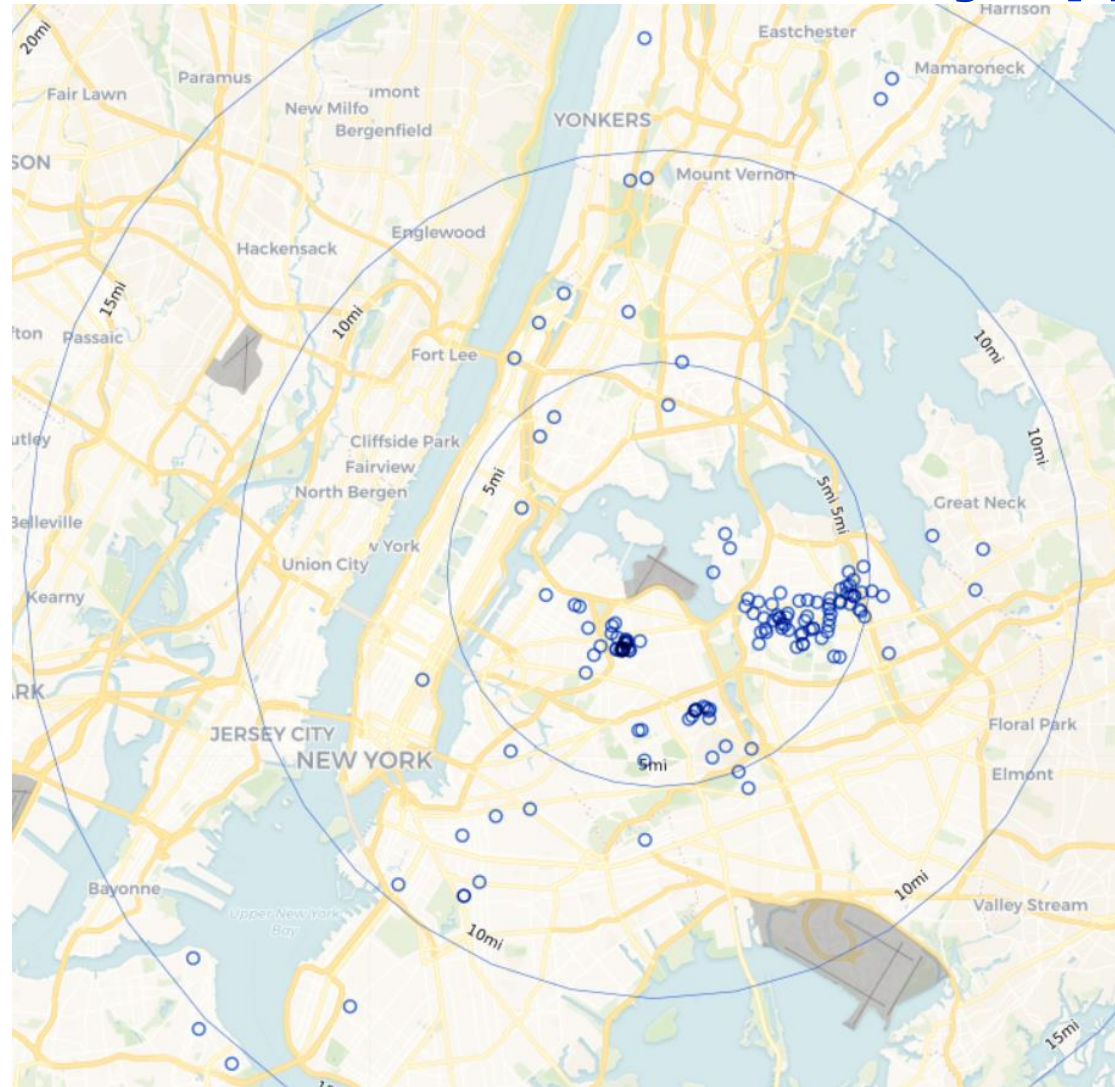 Harrison
20mi
Eastchester
Paramus
Mamaroneck
Fair Lawn
umont
New Milfo
YONKERS
Bergenfield
SON
Mount Vernon
Englewood
Hackensack
15mi
10mi
ton
Passaic
10mi
Fort Lee
utley
Cliffside Park
10mi
Fairview
5mi
North Bergen
5mi
5mi
Great Neck
Belleville
w York
Union City
Kearny
RK
JERSEY CITY
Floral Park
NEW YORK
5mi
Elmont
Bayonne
10mi
Valley Stream
Upper New York
Bay
10mi
15mi